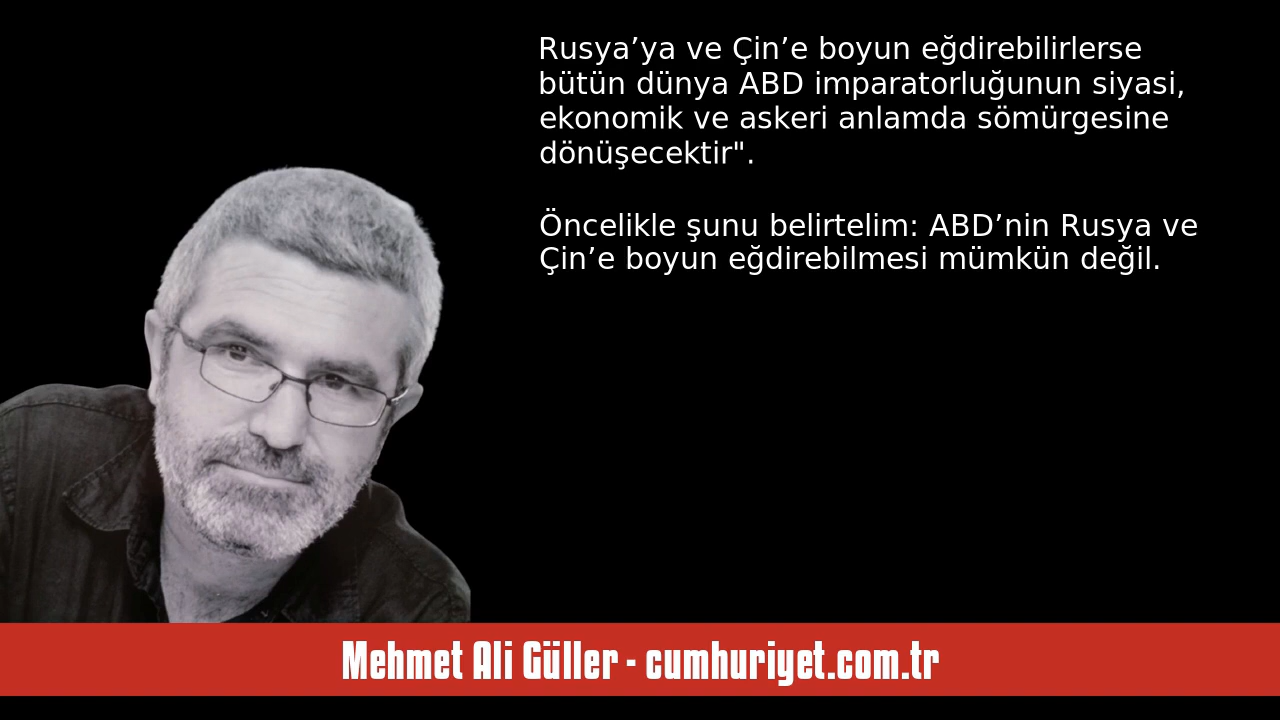 Rusya’ya ve Çin’e boyun eğdirebilirlerse
bütün dünya ABD imparatorluğunun siyasi,
ekonomik ve askeri anlamda sömürgesine
dönüşecektir".
Öncelikle şunu belirtelim: ABD’nin Rusya ve
Çin’e boyun eğdirebilmesi mümkün değil.
Mehmet Ali Güller - cumhuriyet.com.tr